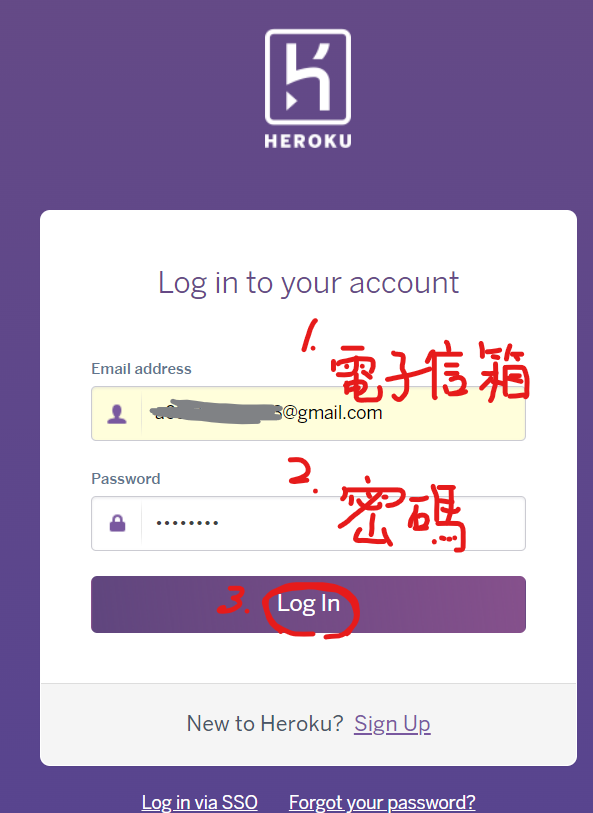 HEROKU
Log in to your account
1. 電子信箱
Email address
@gmail.com
2. 密碼
Password
••••••••
3. Log In
New to Heroku? Sign Up
Log in via SSO Forgot your password?